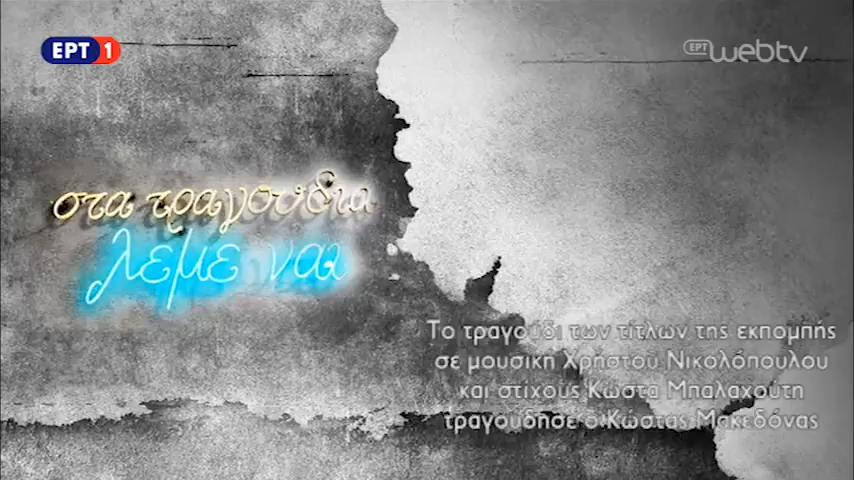 ΕΡΤ 1
ΕΡΤ webtv
στα τραγούδια
λέμε ναι
Το τραγούδι των τίτλων της εκπομπής
σε μουσική Χρήστου Νικολόπουλου
και στίχους Κώστα Μπαλαχούτη
τραγούδησε ο Κώστας Μακεδόνας